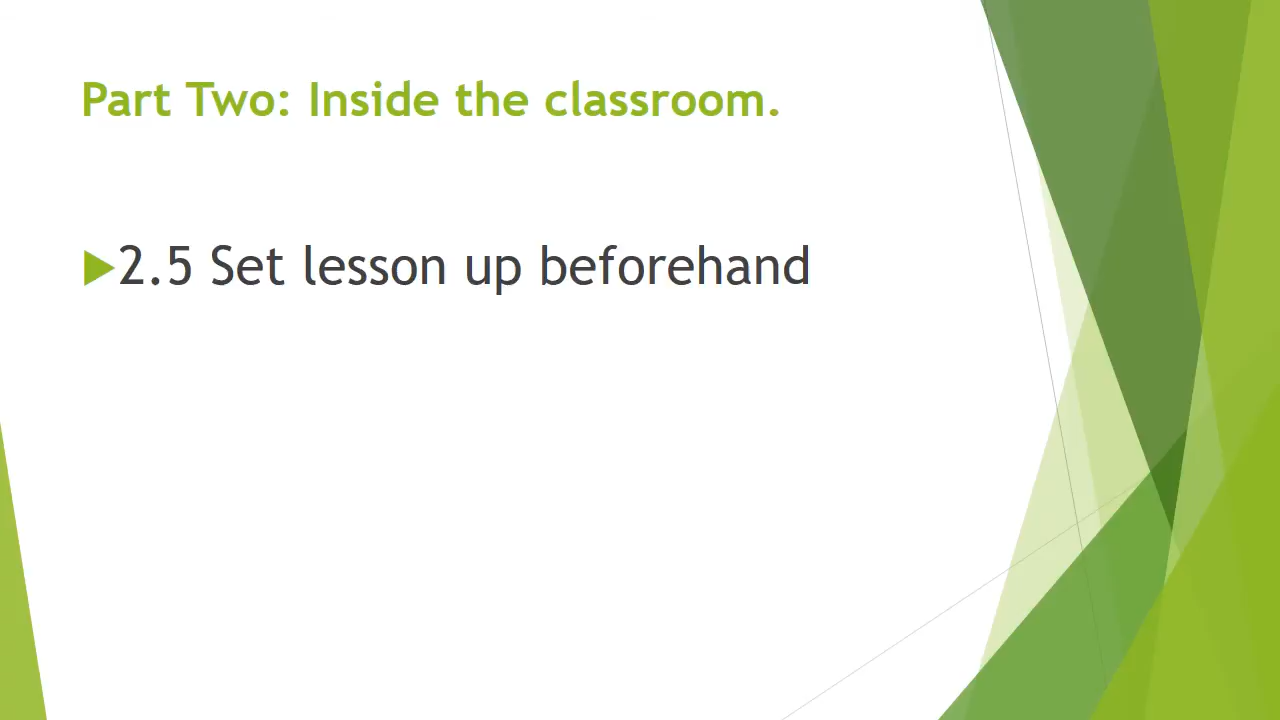 Part Two: Inside the classroom.
2.5 Set lesson up beforehand